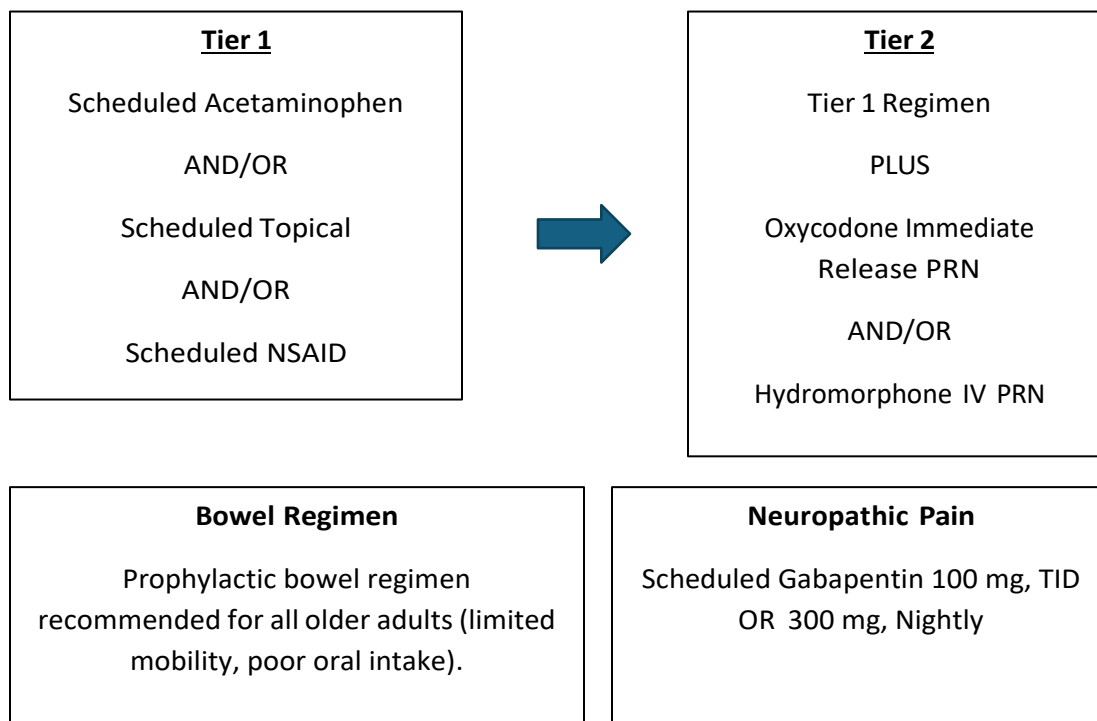 Tier 1
Scheduled Acetaminophen
AND/OR
Scheduled Topical
AND/OR
Scheduled NSAID
Tier 2
Tier 1 Regimen
PLUS
Oxycodone Immediate
Release PRN
AND/OR
Hydromorphone IV PRN
Bowel Regimen
Prophylactic bowel regimen
recommended for all older adults (limited
mobility, poor oral intake).
Neuropathic Pain
Scheduled Gabapentin 100 mg, TID
OR 300 mg, Nightly